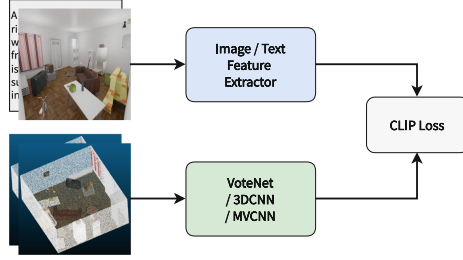 Image / Text
Feature
Extractor
CLIP Loss
VoteNet
/ 3DCNN
/ MVCNN